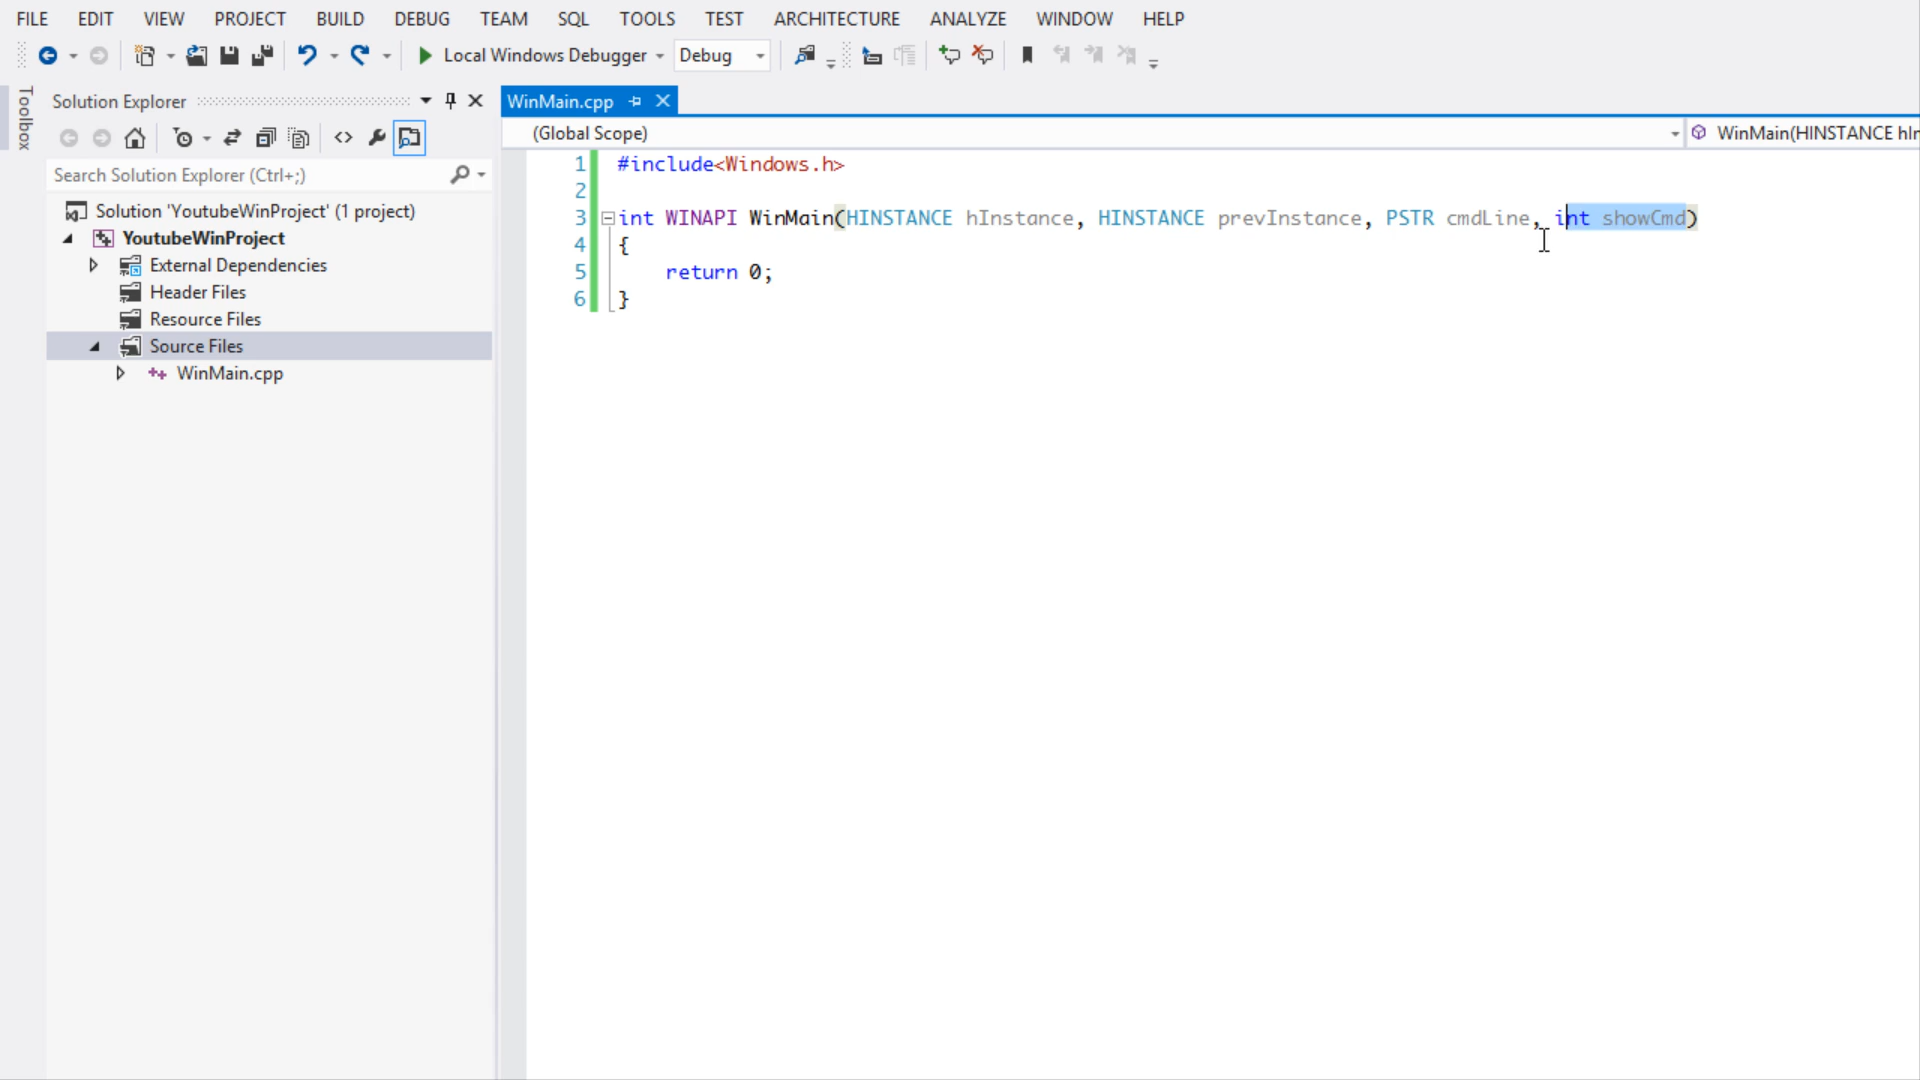 FILE EDIT VIEW PROJECT BUILD DEBUG TEAM SQL TOOLS TEST ARCHITECTURE ANALYZE WINDOW HELP
Local Windows Debugger Debug
Toolbox
Solution Explorer
Search Solution Explorer (Ctrl+;)
Solution 'YoutubeWinProject' (1 project)
YoutubeWinProject
External Dependencies
Header Files
Resource Files
Source Files
WinMain.cpp
WinMain.cpp
(Global Scope) WinMain(HINSTANCE hIn
1 #include<Windows.h>
2
3 int WINAPI WinMain(HINSTANCE hInstance, HINSTANCE prevInstance, PSTR cmdLine, int showCmd)
4 {
5 return 0;
6 }